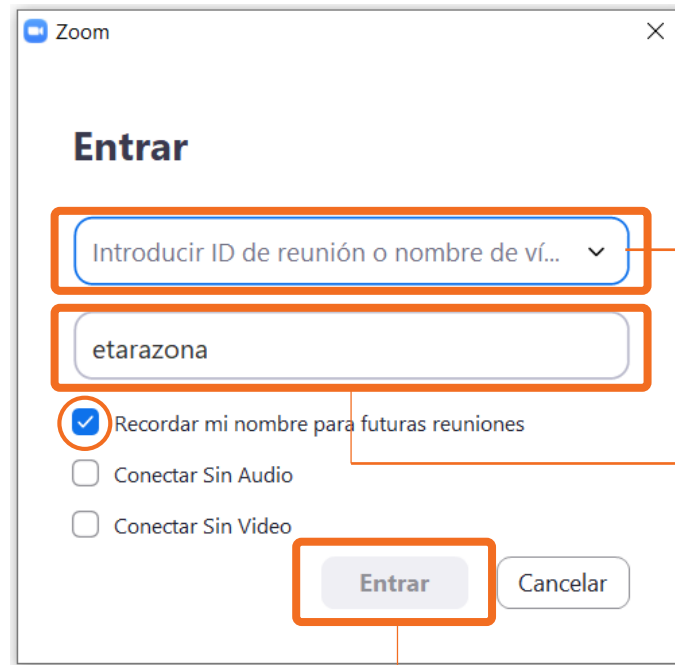 Zoom
Entrar
Introducir ID de reunión o nombre de ví...
etarazona
Recordar mi nombre para futuras reuniones
Conectar Sin Audio
Conectar Sin Video
Entrar Cancelar